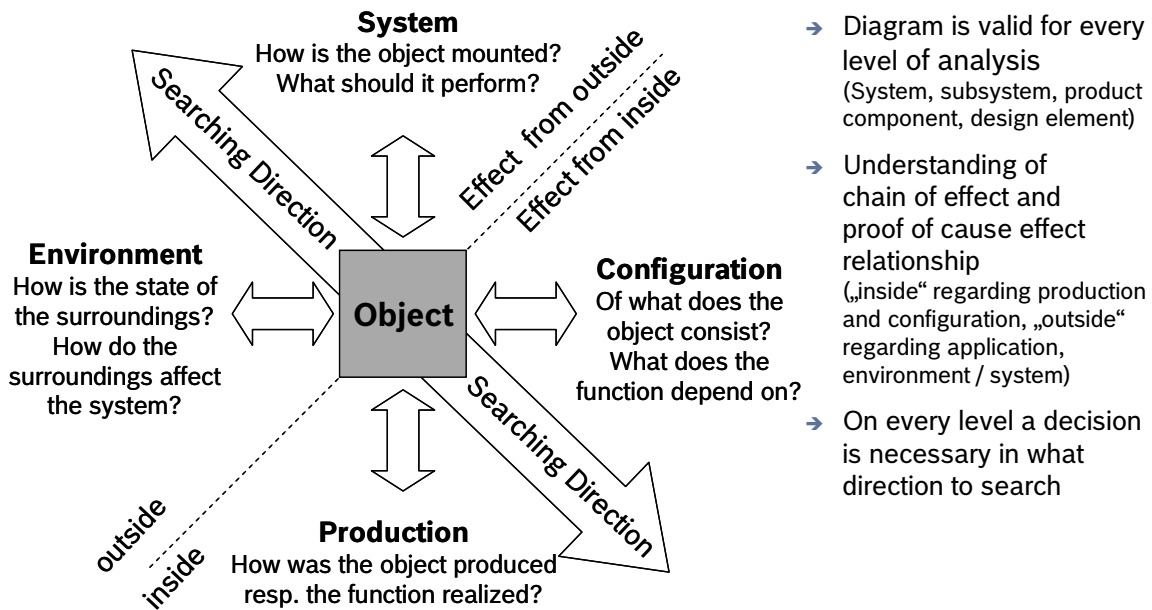 System
How is the object mounted?
What should it perform?
Searching Direction
Effect from outside
Effect from inside
Environment
How is the state of
the surroundings?
How do the
surroundings affect
the system?
Object
Configuration
Of what does the
object consist?
What does the
function depend on?
Searching Direction
outside
inside
Production
How was the object produced
resp. the function realized?
➔ Diagram is valid for every
level of analysis
(System, subsystem, product
component, design element)
➔ Understanding of
chain of effect and
proof of cause effect
relationship
(„inside“ regarding production
and configuration, „outside“
regarding application,
environment / system)
➔ On every level a decision
is necessary in what
direction to search